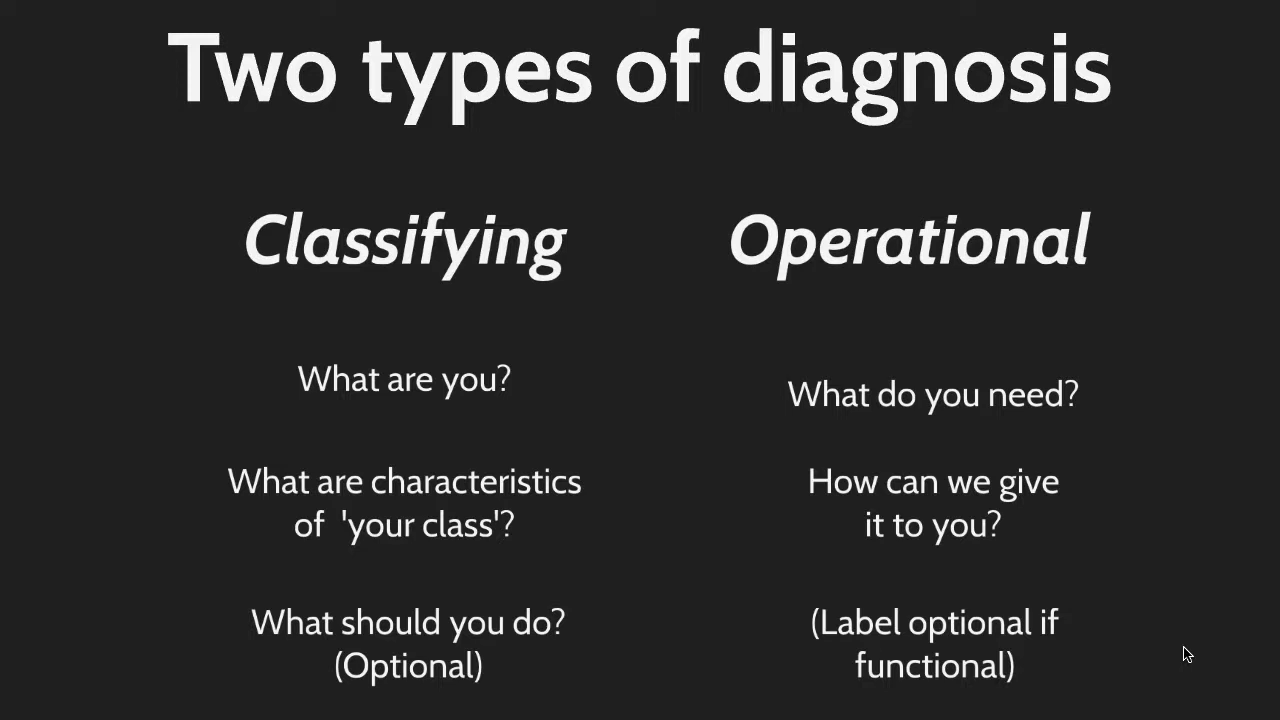 Two types of diagnosis
Classifying
What are you?
What are characteristics
of 'your class'?
What should you do?
(Optional)
Operational
What do you need?
How can we give
it to you?
(Label optional if
functional)